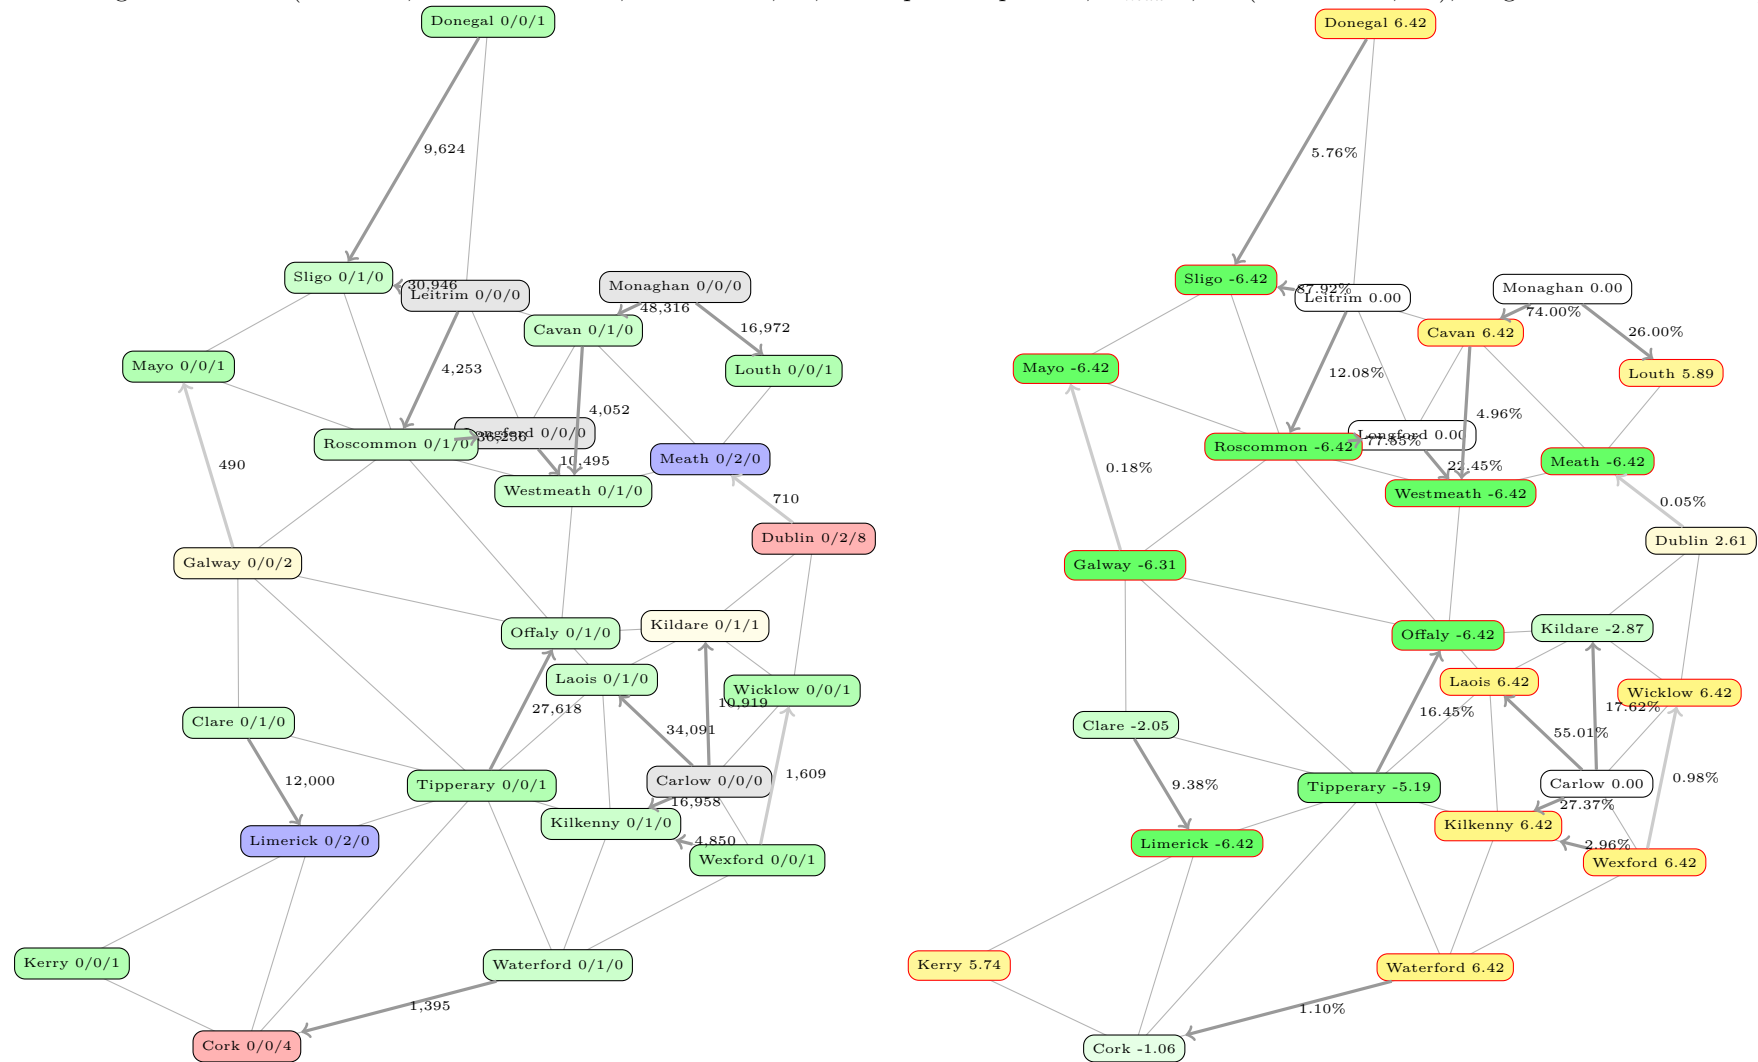 Donegal 0/0/1
9,624
Sligo 0/1/0
30,946
Leitrim 0/0/0
Monaghan 0/0/0
48,316
Cavan 0/1/0
16,972
Mayo 0/0/1
4,253
Louth 0/0/1
4,052
Roscommon 0/1/0
36,256
Longford 0/0/0
10,495
Meath 0/2/0
490
Westmeath 0/1/0
710
Dublin 0/2/8
Galway 0/0/2
Offaly 0/1/0
Kildare 0/1/1
Laois 0/1/0
Wicklow 0/0/1
27,618
10,919
Clare 0/1/0
34,091
12,000
1,609
Tipperary 0/0/1
Carlow 0/0/0
16,958
Kilkenny 0/1/0
Limerick 0/2/0
4,850
Wexford 0/0/1
Kerry 0/0/1
Waterford 0/1/0
1,395
Cork 0/0/4
Donegal 6.42
5.76%
Sligo -6.42
87.92%
Leitrim 0.00
Monaghan 0.00
74.00%
Cavan 6.42
26.00%
Mayo -6.42
12.08%
Louth 5.89
4.96%
Roscommon -6.42
77.55%
Longford 0.00
22.45%
Meath -6.42
0.18%
Westmeath -6.42
0.05%
Dublin 2.61
Galway -6.31
Offaly -6.42
Kildare -2.87
Laois 6.42
Wicklow 6.42
16.45%
17.62%
Clare -2.05
55.01%
9.38%
0.98%
Tipperary -5.19
Carlow 0.00
27.37%
Kilkenny 6.42
Limerick -6.42
2.96%
Wexford 6.42
Kerry 5.74
Waterford 6.42
1.10%
Cork -1.06